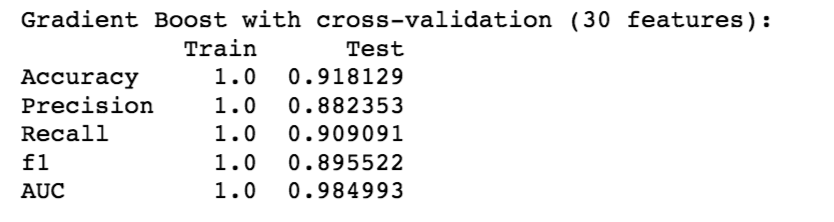 Gradient Boost with cross-validation (30 features):
Train Test
Accuracy 1.0 0.918129
Precision 1.0 0.882353
Recall 1.0 0.909091
f1 1.0 0.895522
AUC 1.0 0.984993